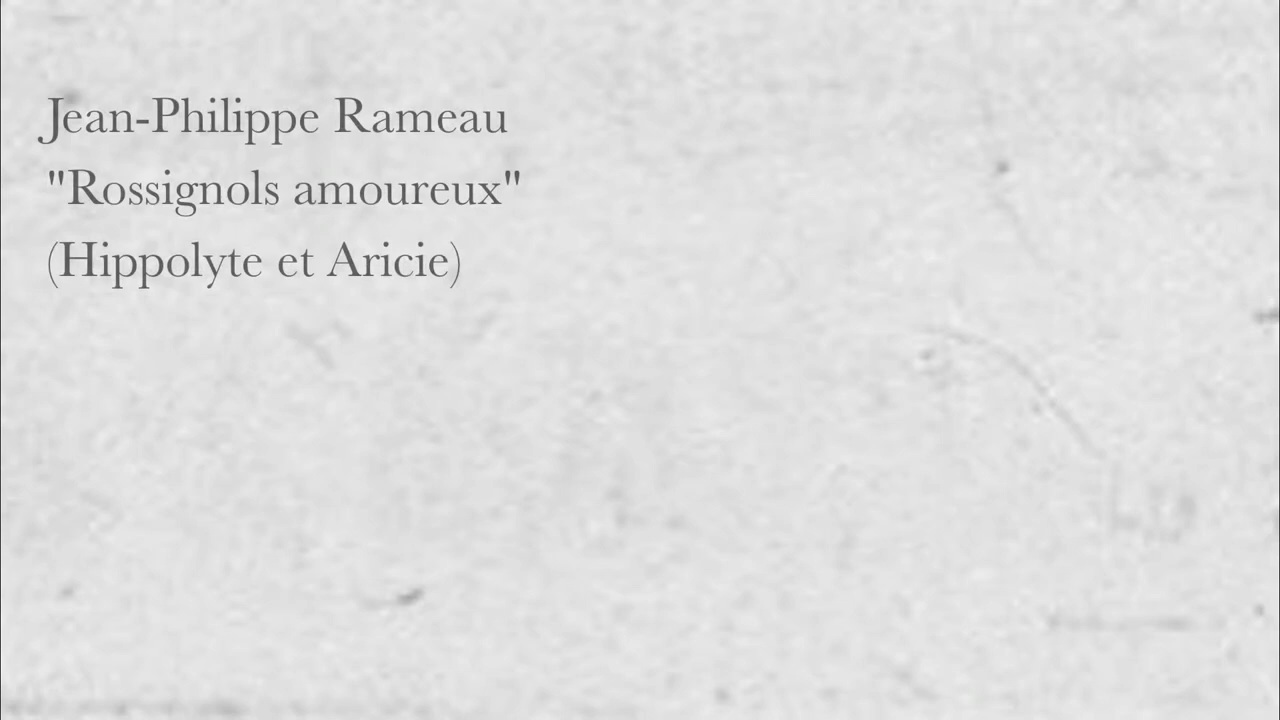 Jean-Philippe Rameau
"Rossignols amoureux"
(Hippolyte et Aricie)